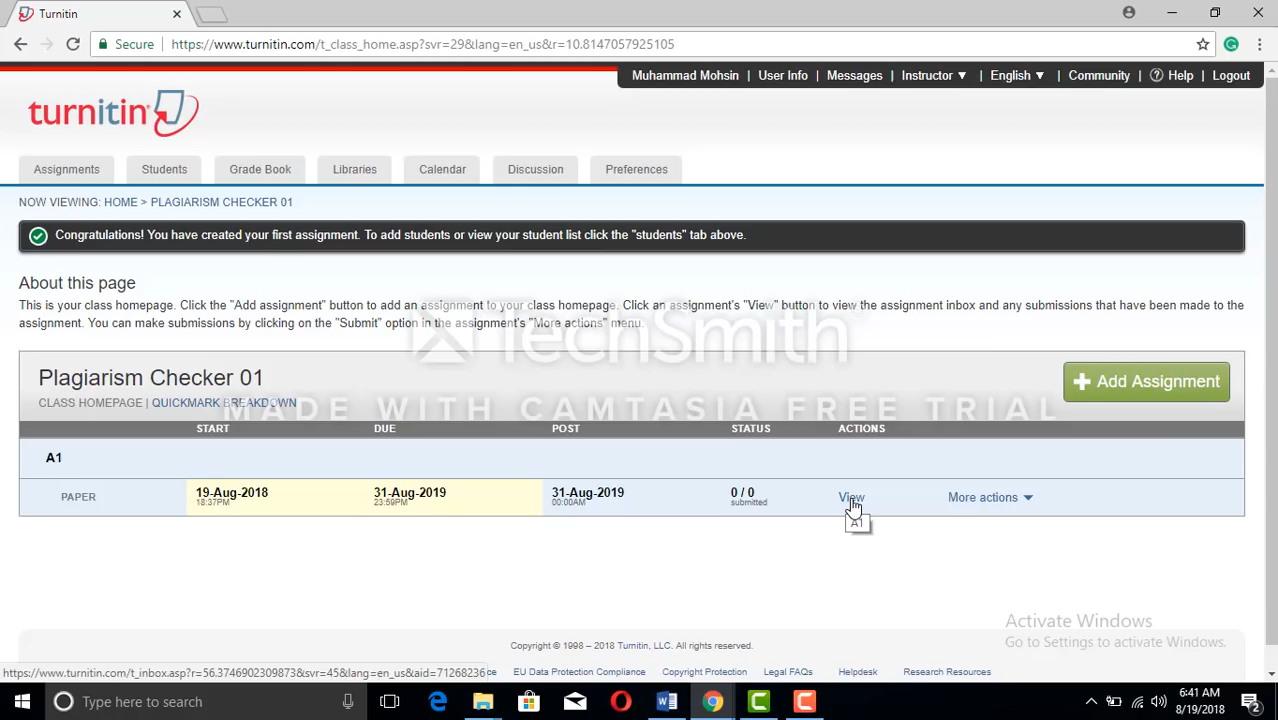 Turnitin
Secure
https://www.turnitin.com/t_class_home.asp?svr=29&lang=en_us&r=10.8147057925105
Muhammad Mohsin | User Info | Messages | Instructor ▼ | English ▼ | Community | ? Help | Logout
turnitin
Assignments Students Grade Book Libraries Calendar Discussion Preferences
NOW VIEWING: HOME > PLAGIARISM CHECKER 01
Congratulations! You have created your first assignment. To add students or view your student list click the "students" tab above.
About this page
This is your class homepage. Click the "Add assignment" button to add an assignment to your class homepage. Click an assignment's "View" button to view the assignment inbox and any submissions that have been made to the
assignment. You can make submissions by clicking on the "Submit" option in the assignment's "More actions" menu.
TechSmith
Plagiarism Checker 01
+ Add Assignment
CLASS HOMEPAGE | QUICKMARK BREAKDOWN
MADE WITH CAMTASIA FREE TRIAL
START DUE POST STATUS ACTIONS
A1
PAPER 19-Aug-2018 31-Aug-2019 31-Aug-2019 0 / 0 View More actions ▼
18:37PM 23:59PM 00:00AM submitted
A1
Activate Windows
Go to Settings to activate Windows.
Copyright © 1998 – 2018 Turnitin, LLC. All rights reserved.
https://www.turnitin.com/t_inbox.asp?r=56.3746902309873&svr=45&lang=en_us&aid=71268236
EU Data Protection Compliance Copyright Protection Legal FAQs Helpdesk Research Resources
Type here to search
6:41 AM
8/19/2018
2